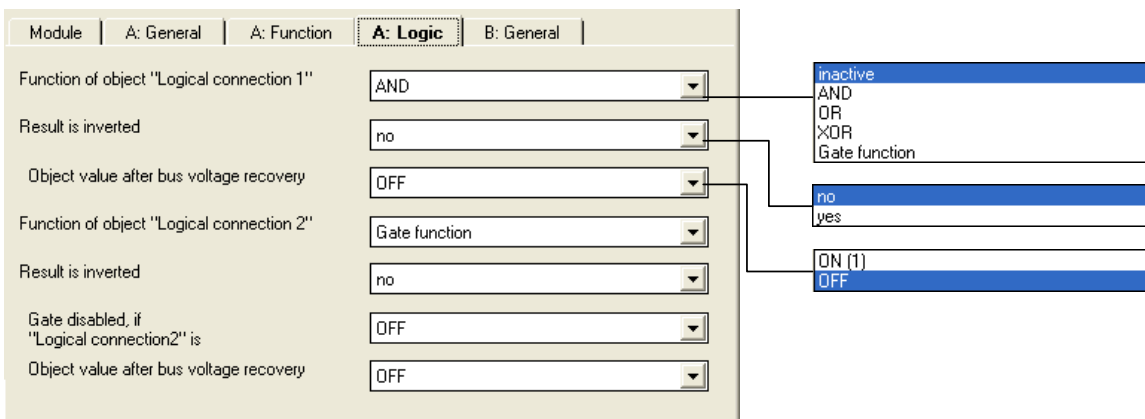 Module A: General A: Function A: Logic B: General
Function of object "Logical connection 1" AND
Result is inverted no
Object value after bus voltage recovery OFF
Function of object "Logical connection 2" Gate function
Result is inverted no
Gate disabled, if
"Logical connection2" is OFF
Object value after bus voltage recovery OFF
inactive
AND
OR
XOR
Gate function
no
yes
ON (1)
OFF